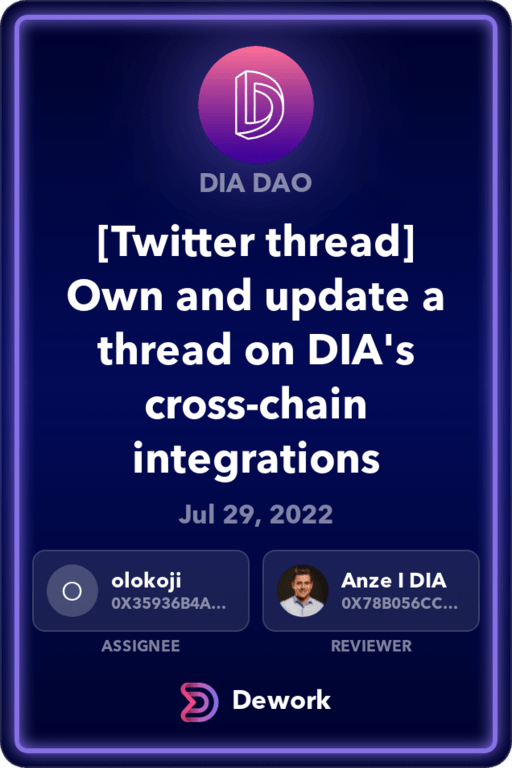 DIA DAO
[Twitter thread]
Own and update a
thread on DIA's
cross-chain
integrations
Jul 29, 2022
O
olokoji
0X35936B4A...
ASSIGNEE
Anze I DIA
0X78B056CC...
REVIEWER
Dework